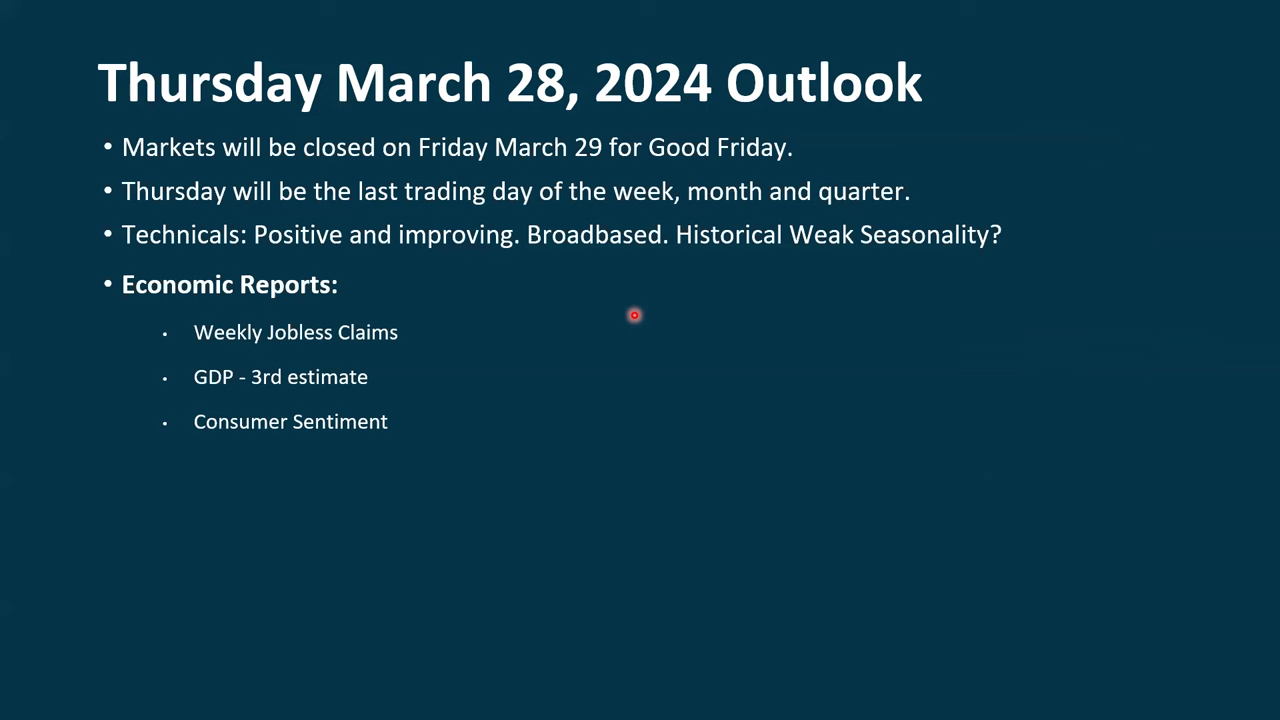 Thursday March 28, 2024 Outlook
• Markets will be closed on Friday March 29 for Good Friday.
• Thursday will be the last trading day of the week, month and quarter.
• Technicals: Positive and improving. Broadbased. Historical Weak Seasonality?
• Economic Reports:
• Weekly Jobless Claims
• GDP - 3rd estimate
• Consumer Sentiment